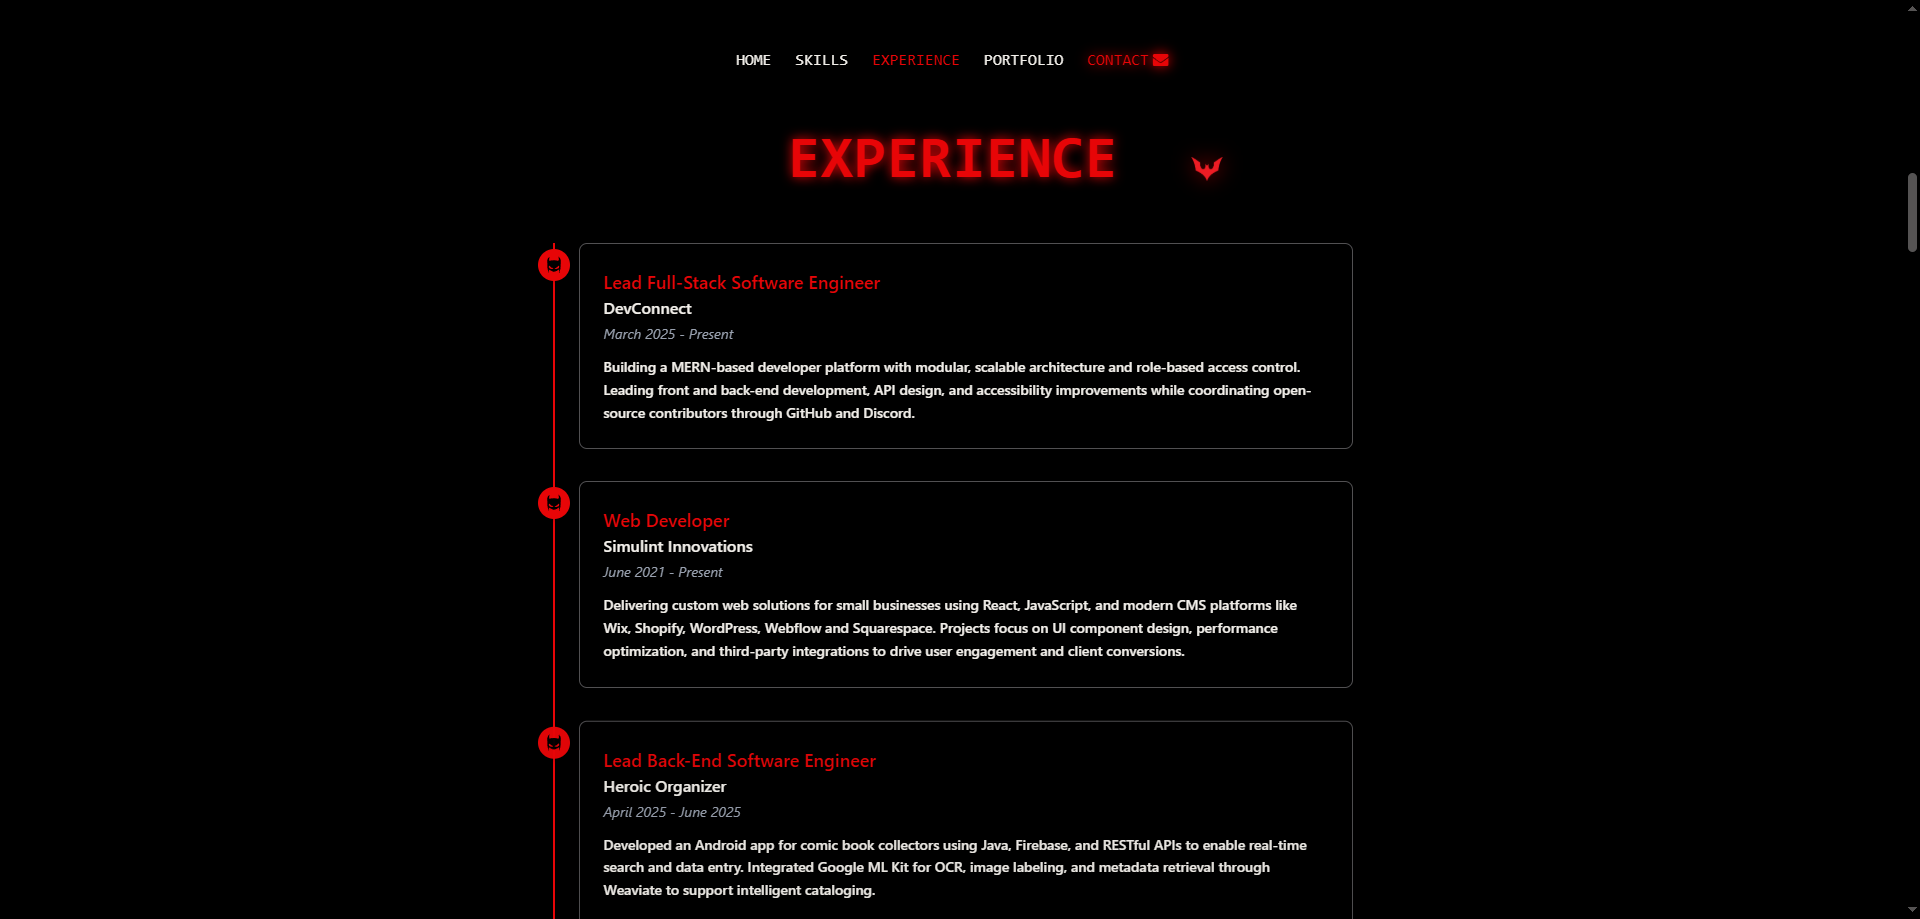 HOME SKILLS EXPERIENCE PORTFOLIO CONTACT
EXPERIENCE
Lead Full-Stack Software Engineer
DevConnect
March 2025 - Present
Building a MERN-based developer platform with modular, scalable architecture and role-based access control.
Leading front and back-end development, API design, and accessibility improvements while coordinating open-
source contributors through GitHub and Discord.
Web Developer
Simulint Innovations
June 2021 - Present
Delivering custom web solutions for small businesses using React, JavaScript, and modern CMS platforms like
Wix, Shopify, WordPress, Webflow and Squarespace. Projects focus on UI component design, performance
optimization, and third-party integrations to drive user engagement and client conversions.
Lead Back-End Software Engineer
Heroic Organizer
April 2025 - June 2025
Developed an Android app for comic book collectors using Java, Firebase, and RESTful APIs to enable real-time
search and data entry. Integrated Google ML Kit for OCR, image labeling, and metadata retrieval through
Weaviate to support intelligent cataloging.